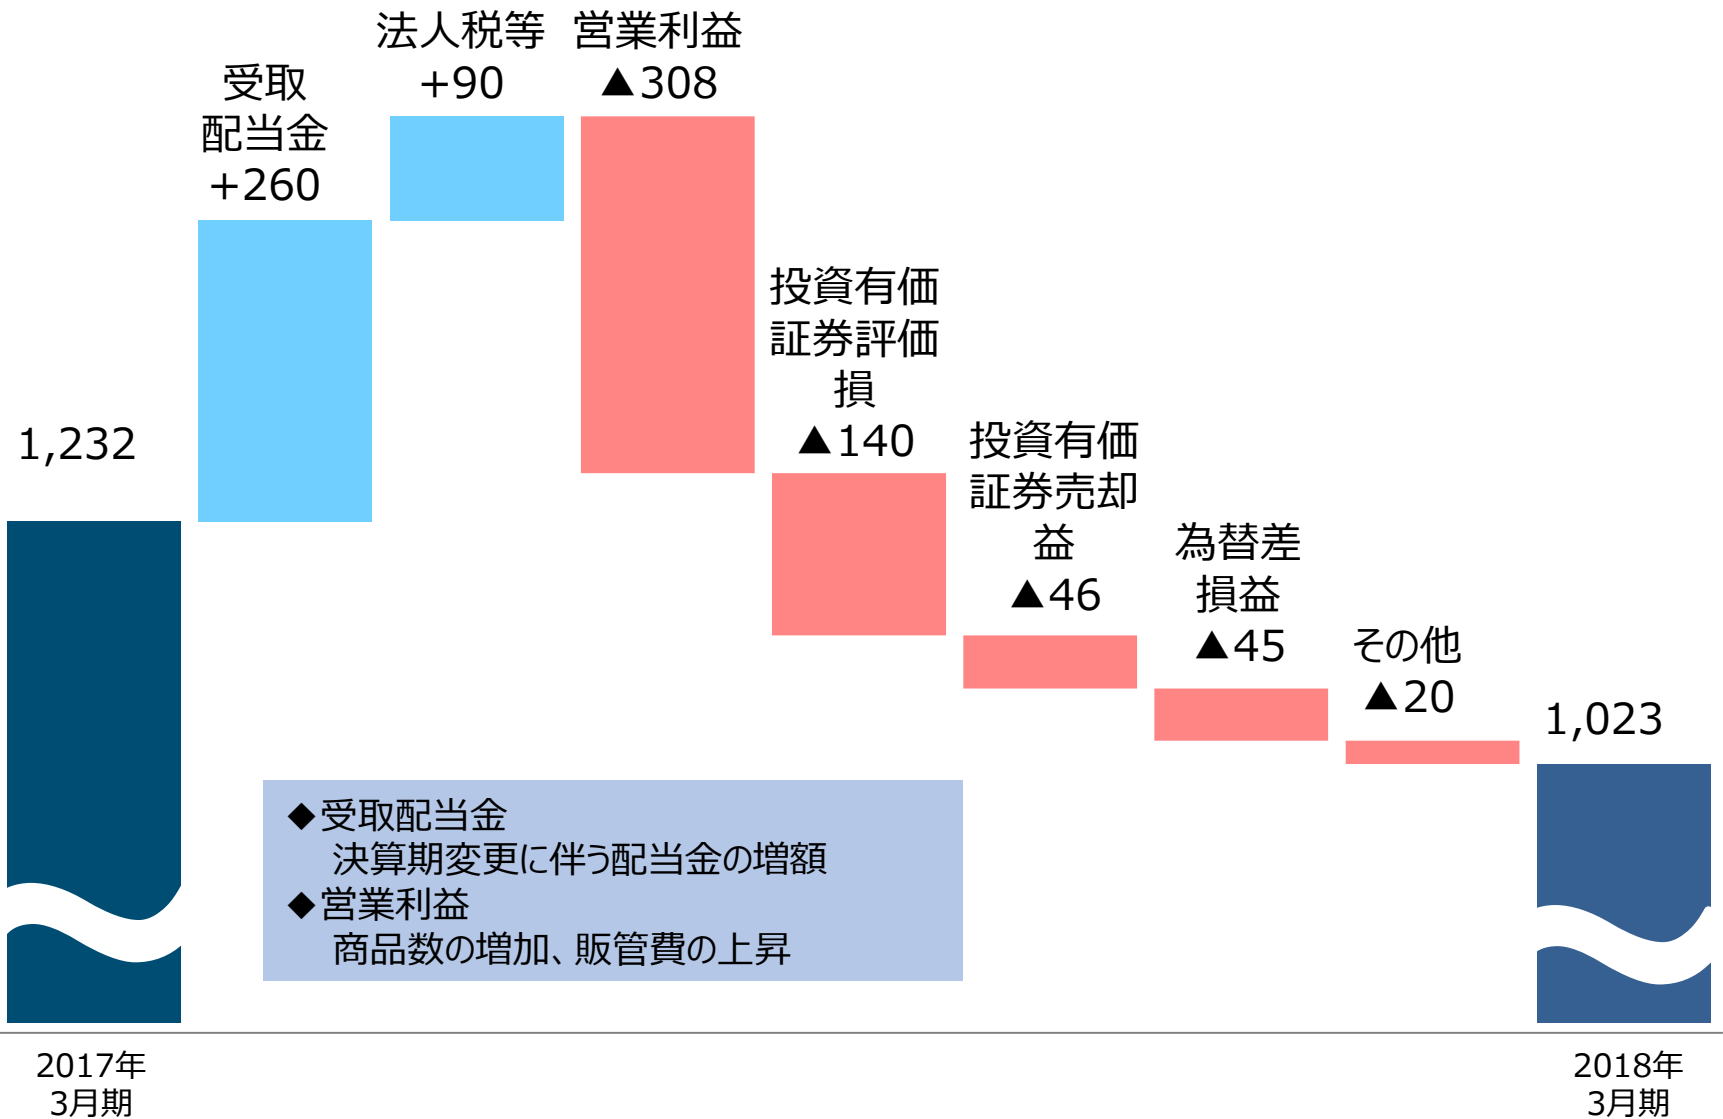 法人税等
+90
営業利益
▲308
受取
配当金
+260
投資有価
証券評価
損
▲140
1,232
投資有価
証券売却
益
▲46
為替差
損益
▲45
その他
▲20
1,023
◆受取配当金
決算期変更に伴う配当金の増額
◆営業利益
商品数の増加、販管費の上昇
2017年
3月期
2018年
3月期